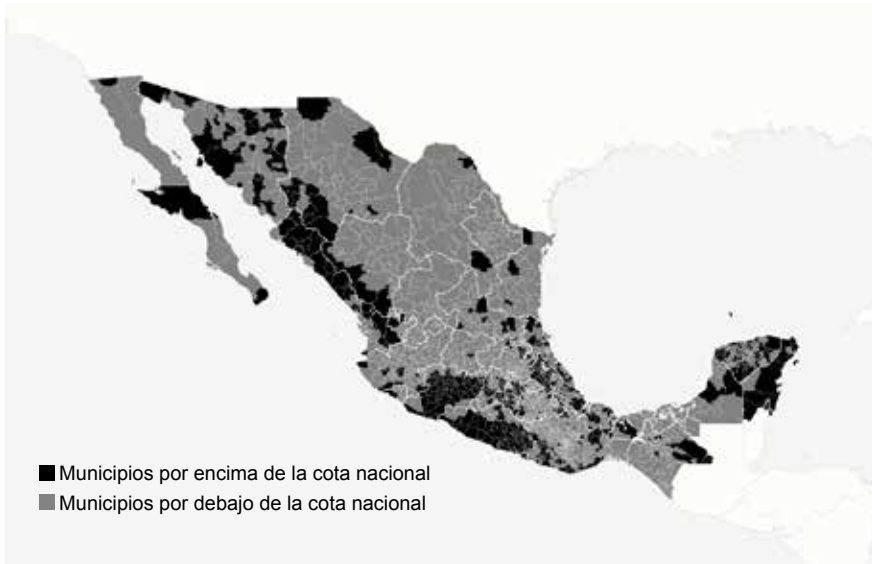 Municipios por encima de la cota nacional
Municipios por debajo de la cota nacional